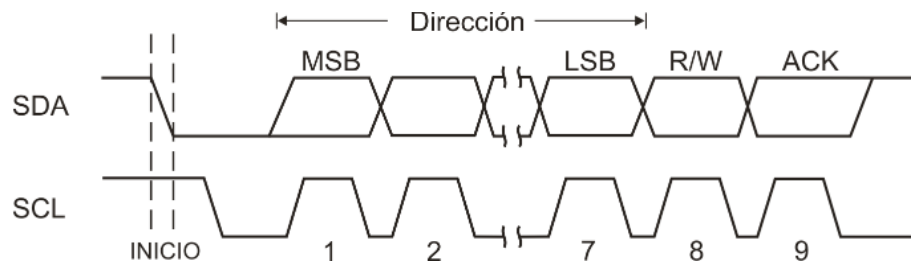 Dirección
MSB LSB R/W ACK
SDA
SCL
INICIO 1 2 7 8 9